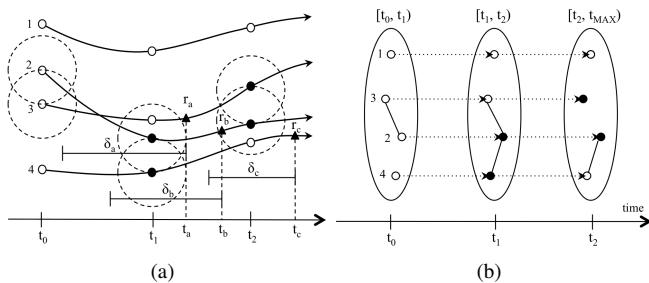 1
2
3
4
r_a
r_b
r_c
δ_a
δ_b
δ_c
t_0
t_1
t_a
t_b
t_2
t_c
(a)
[t_0, t_1)
[t_1, t_2)
[t_2, t_MAX)
1
3
2
4
time
t_0
t_1
t_2
(b)